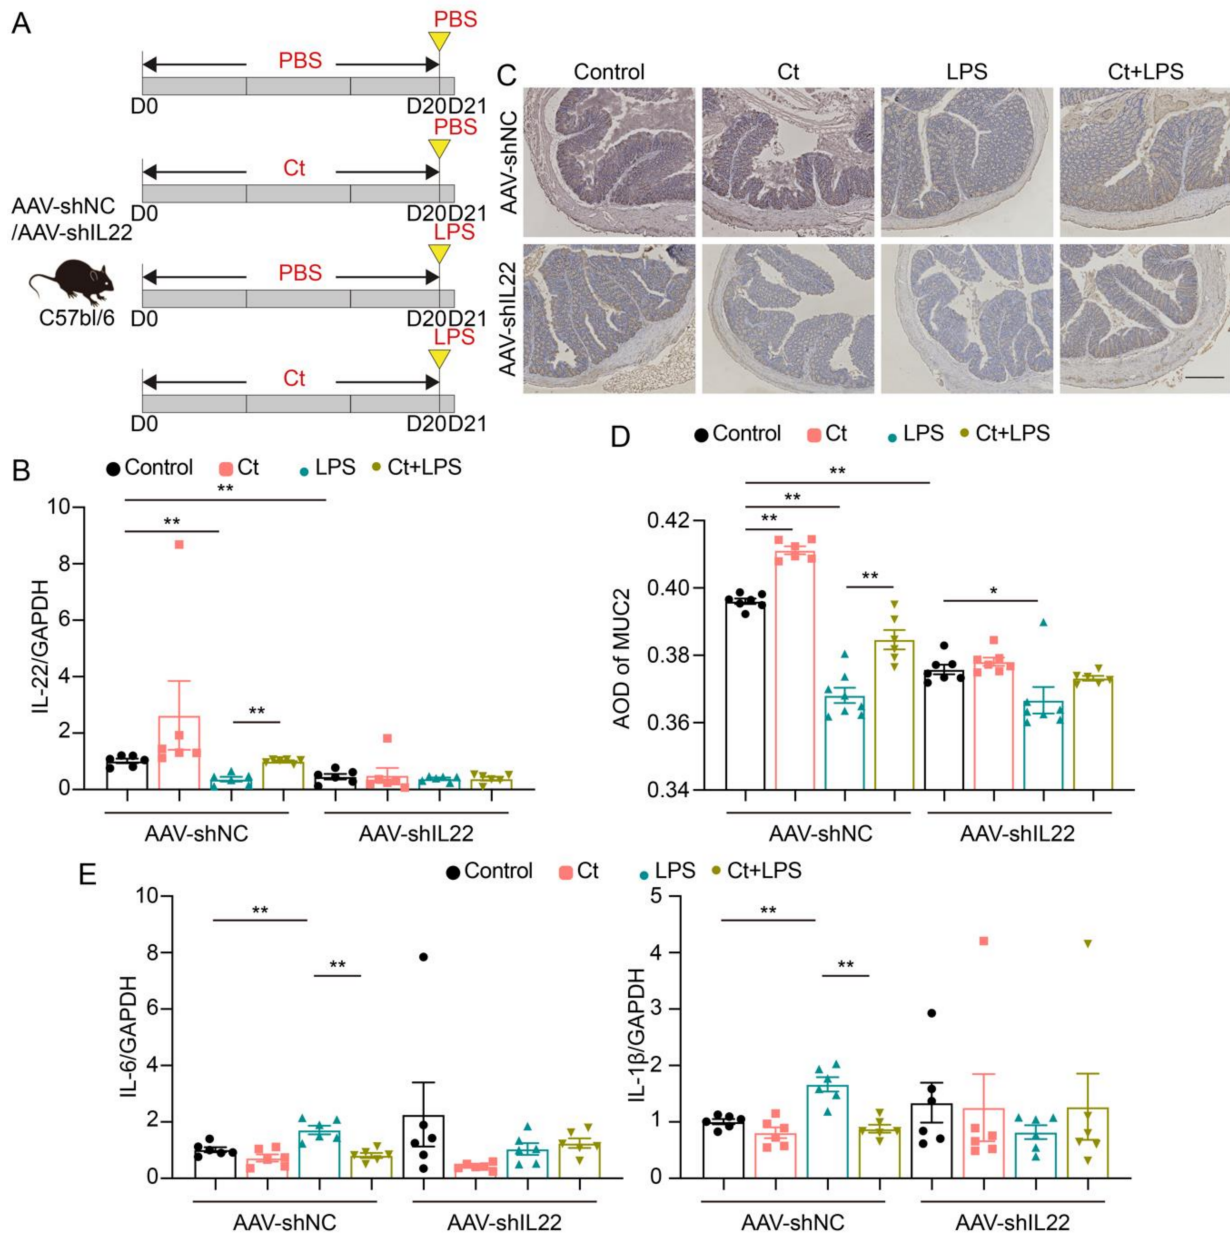 A
PBS
PBS
D0
D20D21
PBS
Ct
D0
D20D21
AAV-shNC
/AAV-shIL22
C57bl/6
LPS
PBS
D0
D20D21
LPS
Ct
D0
D20D21
C
Control
Ct
LPS
Ct+LPS
AAV-shNC
AAV-shIL22
B
Control
Ct
LPS
Ct+LPS
IL-22/GAPDH
10
8
6
4
2
0
**
**
**
AAV-shNC
AAV-shIL22
D
Control
Ct
LPS
Ct+LPS
AOD of MUC2
0.42
0.40
0.38
0.36
0.34
**
**
**
**
*
AAV-shNC
AAV-shIL22
E
Control
Ct
LPS
Ct+LPS
IL-6/GAPDH
10
8
6
4
2
0
**
**
AAV-shNC
AAV-shIL22
IL-1β/GAPDH
5
4
3
2
1
0
**
**
AAV-shNC
AAV-shIL22